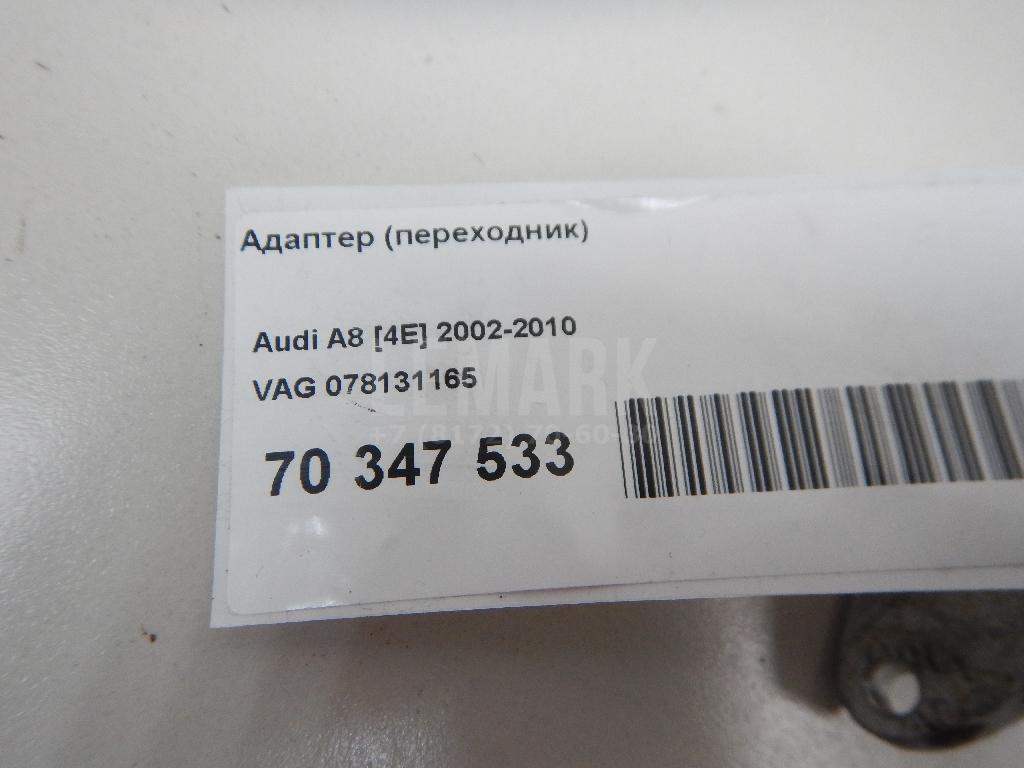 Адаптер (переходник)
Audi A8 [4E] 2002-2010
VAG 078131165
70 347 533